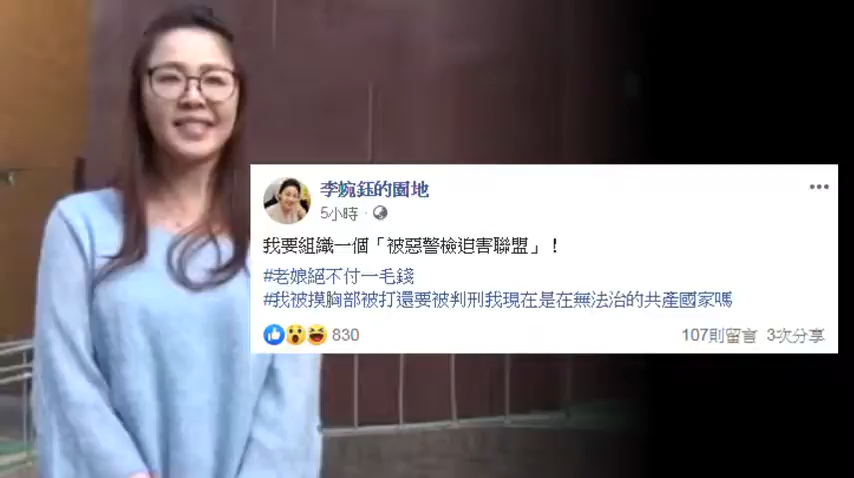 李婉鈺的園地
5小時
我要組織一個「被惡警檢迫害聯盟」！
#老娘絕不付一毛錢
#我被摸胸部被打還要被判刑我現在是在無法治的共產國家嗎
830
107則留言 3次分享